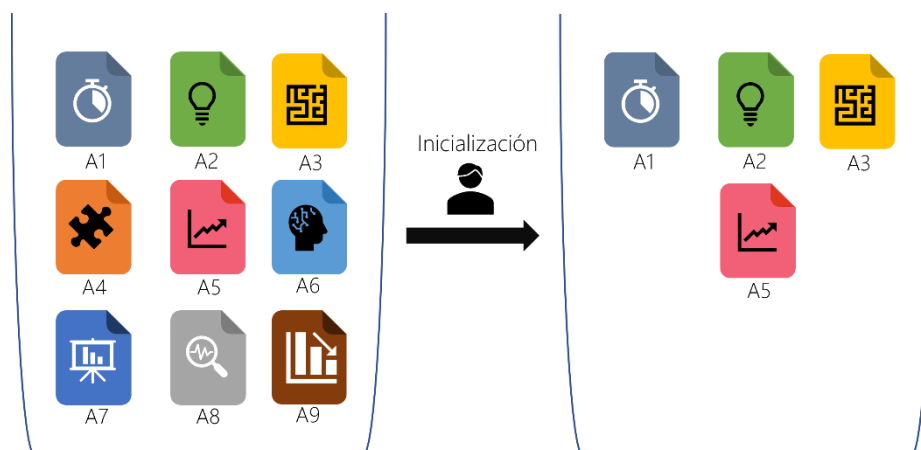 A1 A2 A3
A4 A5 A6
A7 A8 A9
Inicialización
A1 A2 A3
A5